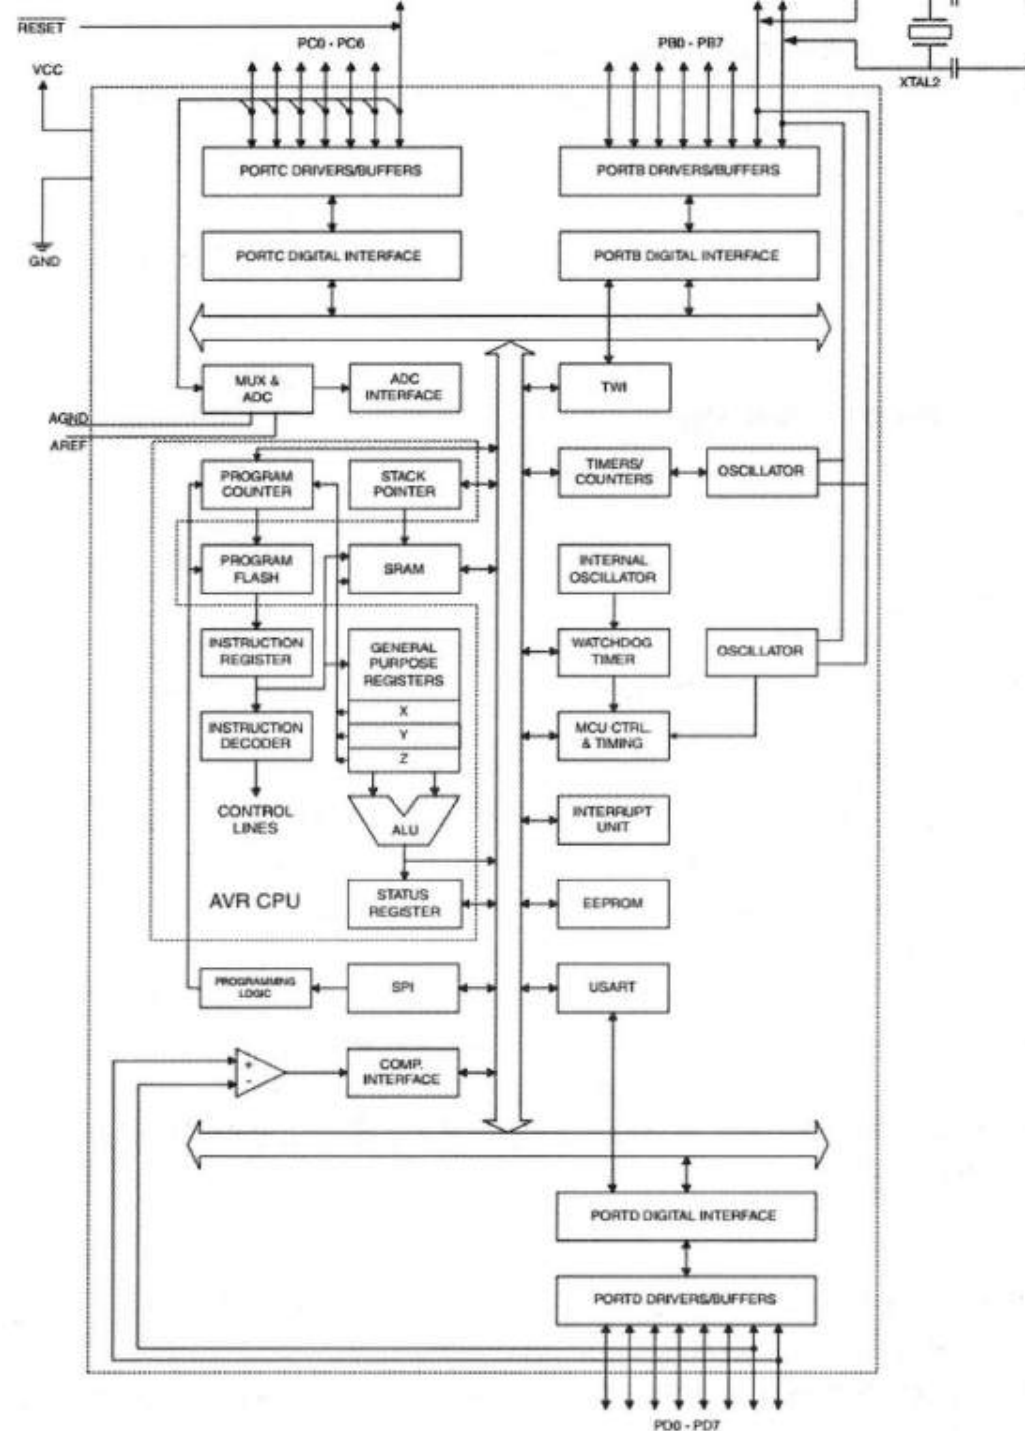 RESET
PC0 - PC6
PB0 - PB7
VCC
XTAL2
PORTC DRIVERS/BUFFERS
PORTB DRIVERS/BUFFERS
GND
PORTC DIGITAL INTERFACE
PORTB DIGITAL INTERFACE
MUX &
ADC
ADC
INTERFACE
TWI
AGND
AREF
PROGRAM
COUNTER
STACK
POINTER
TIMERS/
COUNTERS
OSCILLATOR
PROGRAM
FLASH
SRAM
INTERNAL
OSCILLATOR
INSTRUCTION
REGISTER
GENERAL
PURPOSE
REGISTERS
WATCHDOG
TIMER
OSCILLATOR
X
Y
Z
INSTRUCTION
DECODER
MCU CTRL.
& TIMING
CONTROL
LINES
ALU
INTERRUPT
UNIT
AVR CPU
STATUS
REGISTER
EEPROM
PROGRAMMING
LOGIC
SPI
USART
+
-
COMP.
INTERFACE
PORTD DIGITAL INTERFACE
PORTD DRIVERS/BUFFERS
PD0 - PD7